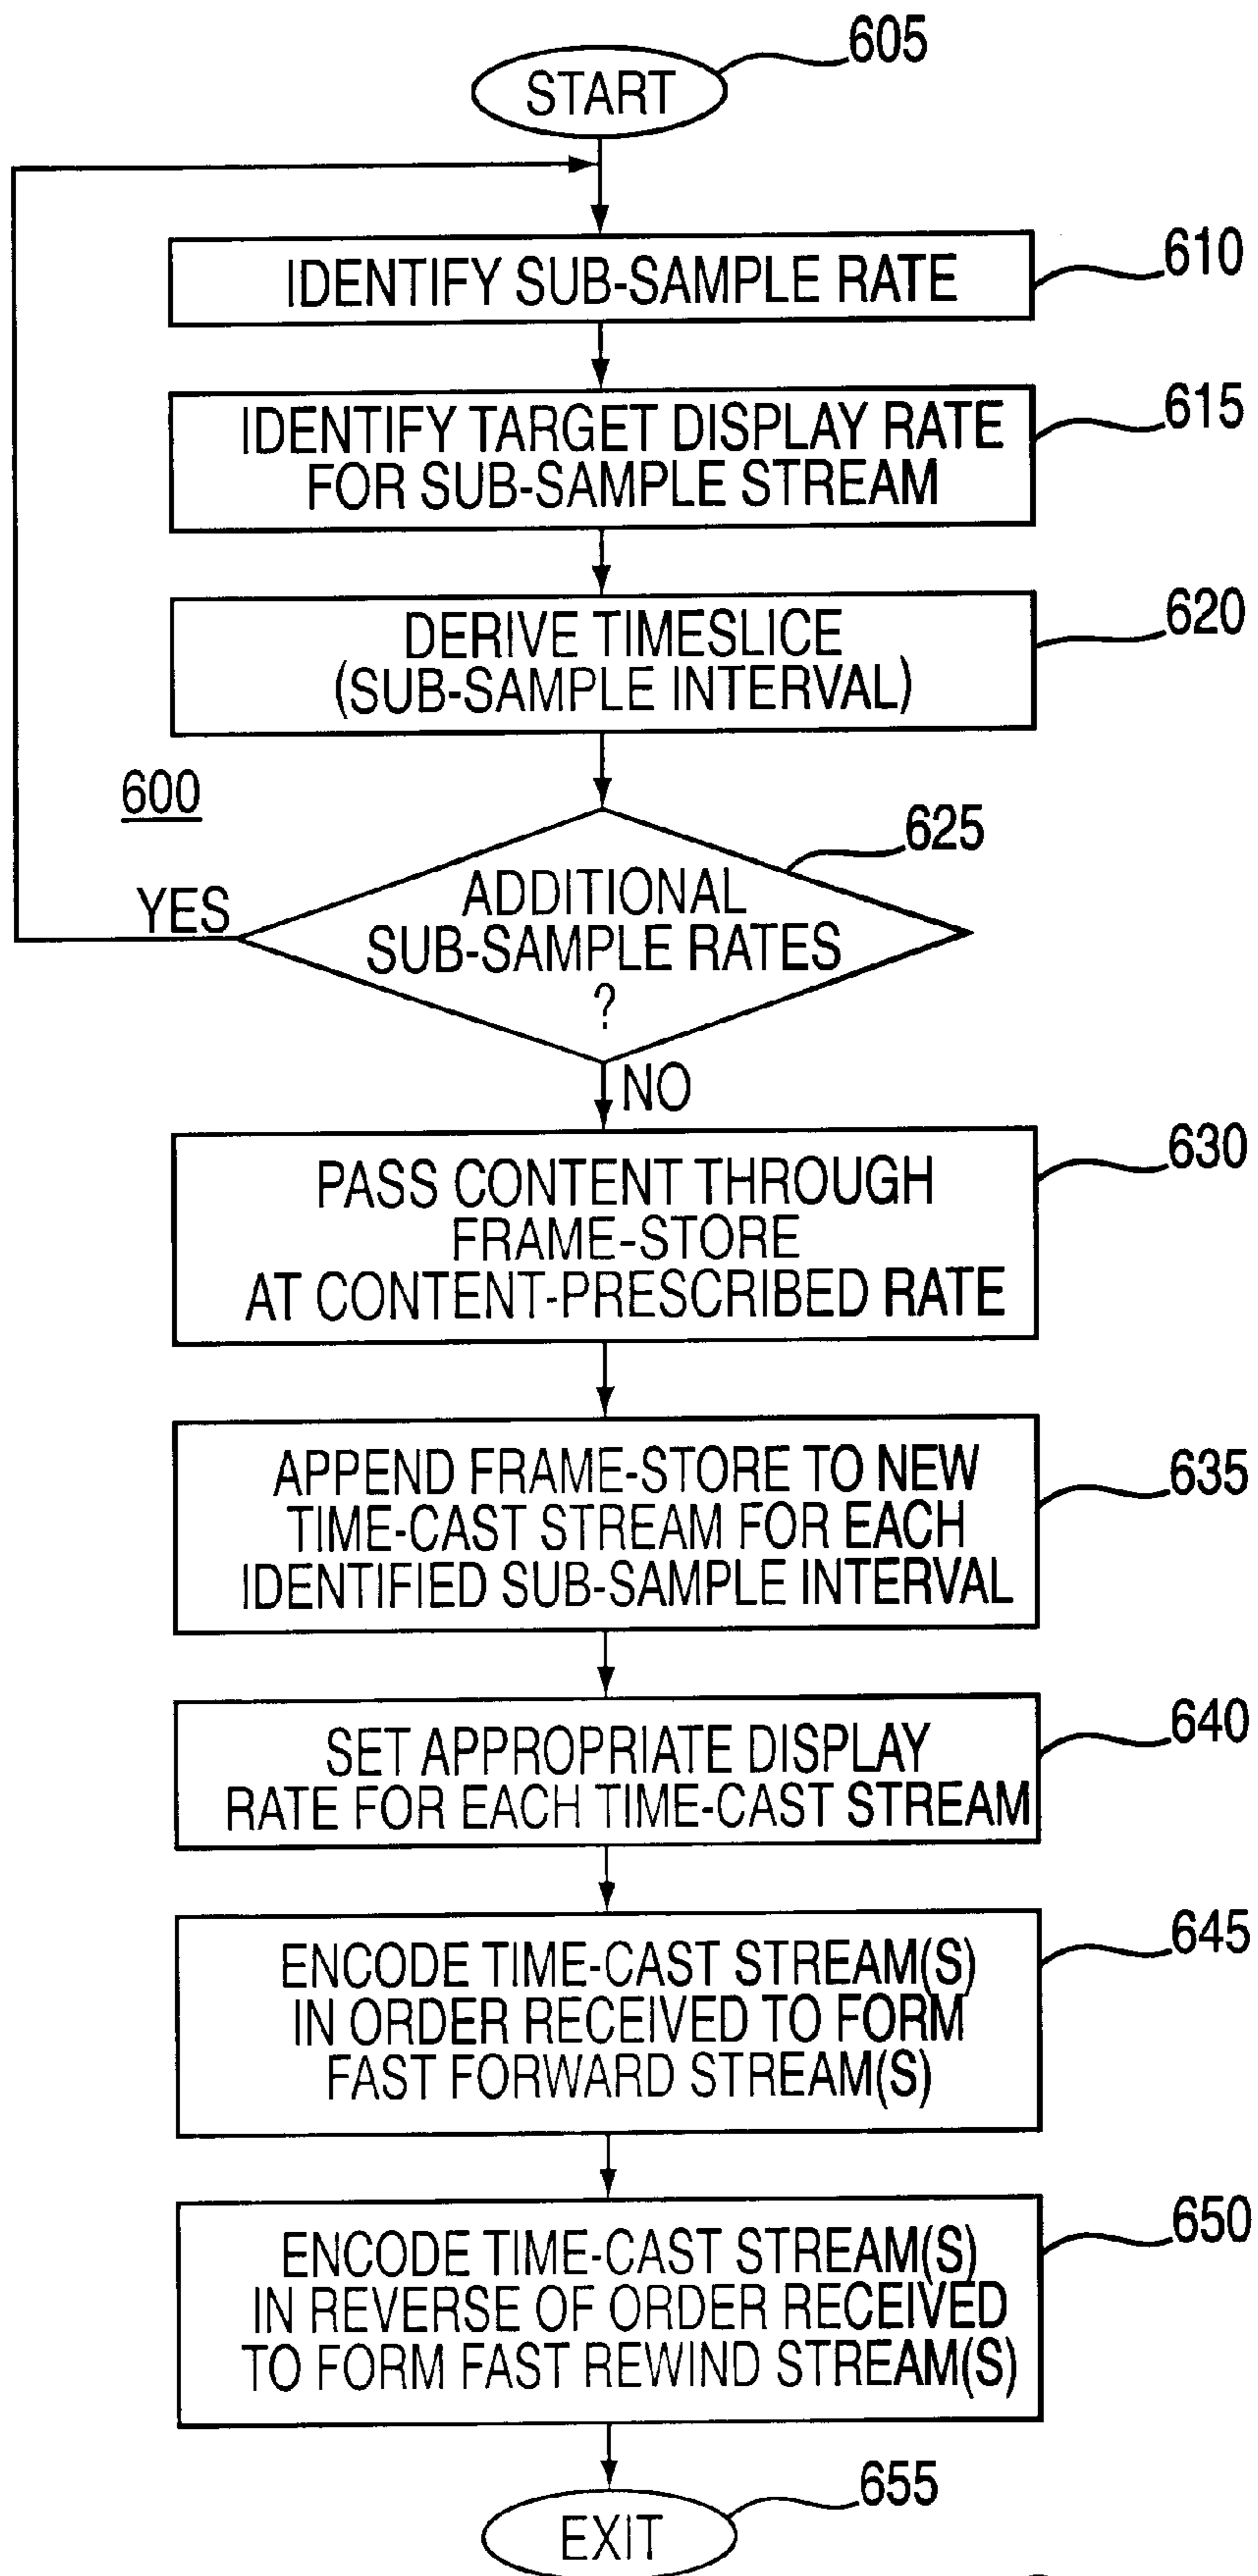 605
START
610
IDENTIFY SUB-SAMPLE RATE
615
IDENTIFY TARGET DISPLAY RATE
FOR SUB-SAMPLE STREAM
620
DERIVE TIMESLICE
(SUB-SAMPLE INTERVAL)
600
625
ADDITIONAL
SUB-SAMPLE RATES
?
YES
NO
630
PASS CONTENT THROUGH
FRAME-STORE
AT CONTENT-PRESCRIBED RATE
635
APPEND FRAME-STORE TO NEW
TIME-CAST STREAM FOR EACH
IDENTIFIED SUB-SAMPLE INTERVAL
640
SET APPROPRIATE DISPLAY
RATE FOR EACH TIME-CAST STREAM
645
ENCODE TIME-CAST STREAM(S)
IN ORDER RECEIVED TO FORM
FAST FORWARD STREAM(S)
650
ENCODE TIME-CAST STREAM(S)
IN REVERSE OF ORDER RECEIVED
TO FORM FAST REWIND STREAM(S)
655
EXIT